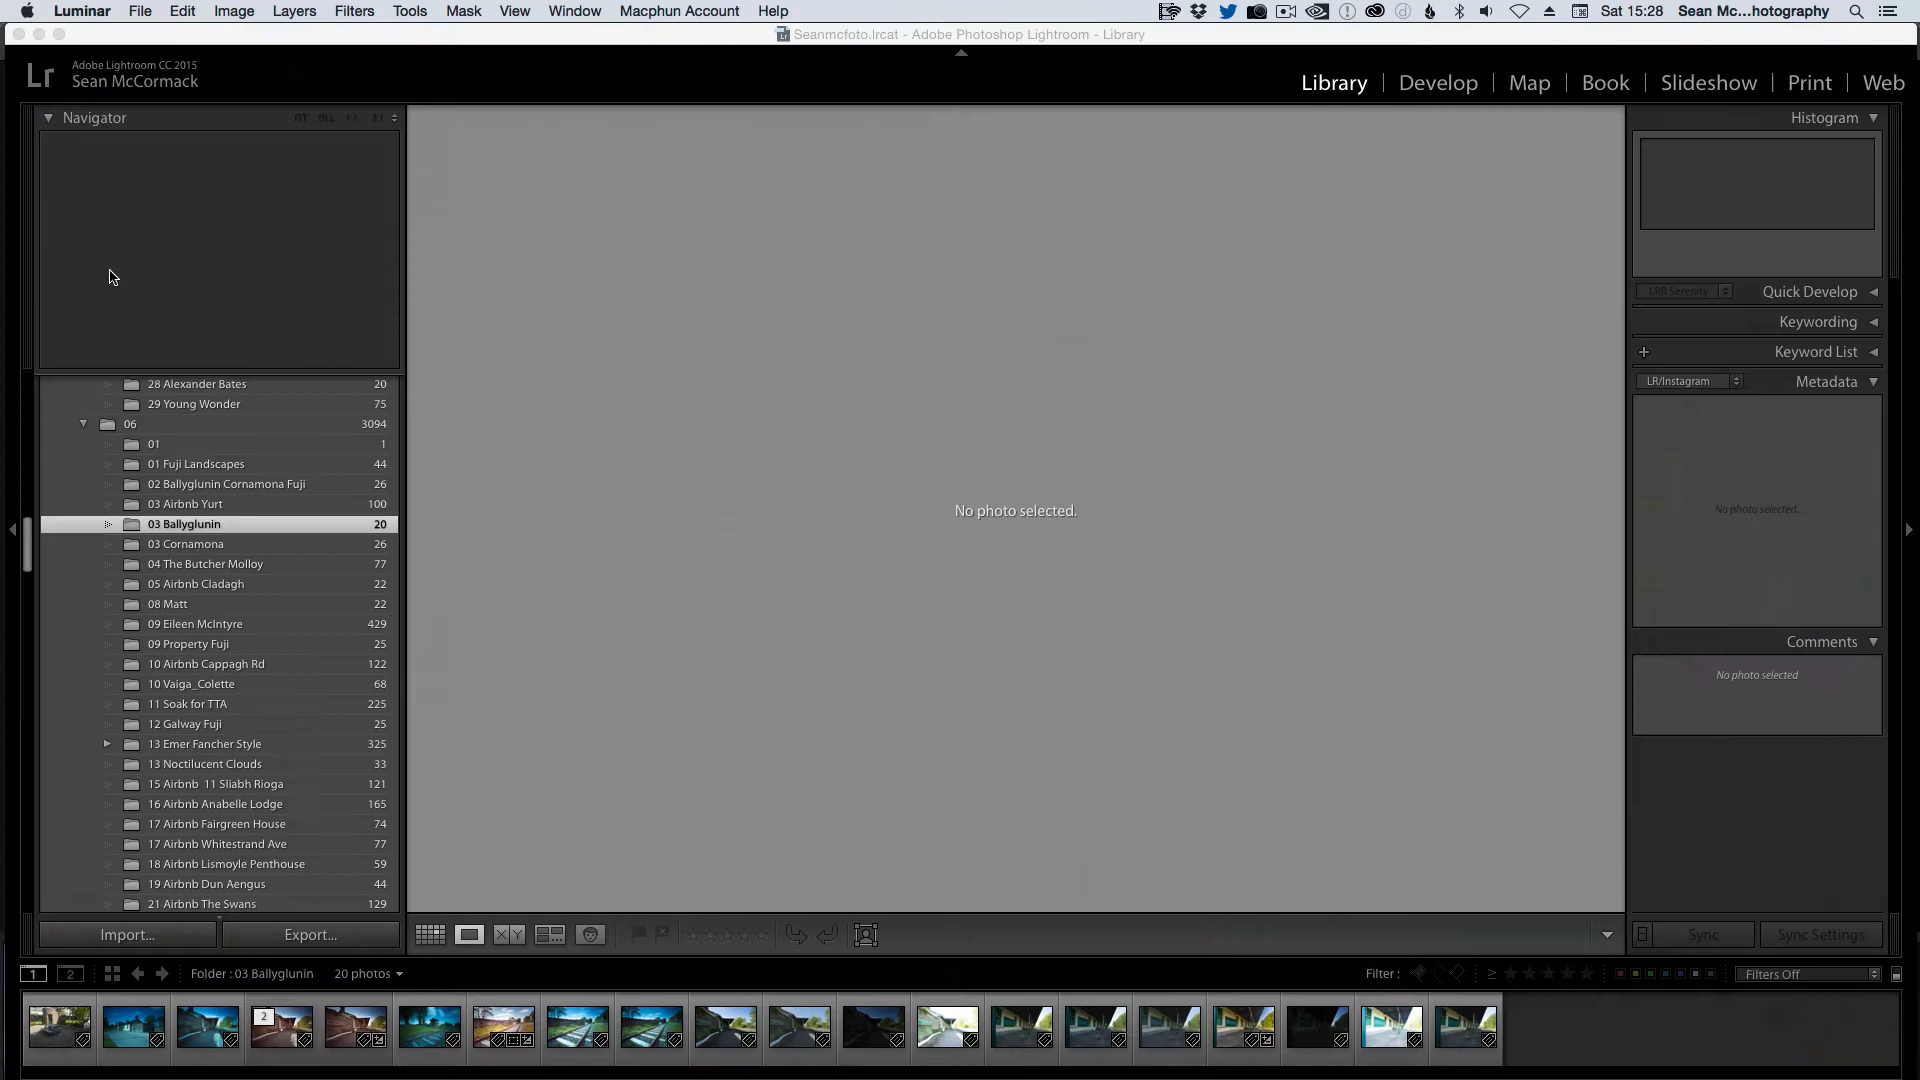 Luminar File Edit Image Layers Filters Tools Mask View Window Macphun Account Help Sat 15:28 Sean Mc...hotography
Seanmcfoto.lrcat - Adobe Photoshop Lightroom - Library
Lr Adobe Lightroom CC 2015
Sean McCormack
Library Develop Map Book Slideshow Print Web
Navigator FIT FILL
28 Alexander Bates 20
29 Young Wonder 75
06 3094
01 1
01 Fuji Landscapes 44
02 Ballyglunin Cornamona Fuji 26
03 Airbnb Yurt 100
03 Ballyglunin 20
03 Cornamona 26
04 The Butcher Molloy 77
05 Airbnb Cladagh 22
08 Matt 22
09 Eileen McIntyre 429
09 Property Fuji 25
10 Airbnb Cappagh Rd 122
10 Vaiga_Colette 68
11 Soak for TTA 225
12 Galway Fuji 25
13 Emer Fancher Style 325
13 Noctilucent Clouds 33
15 Airbnb 11 Sliabh Rioga 121
16 Airbnb Anabelle Lodge 165
17 Airbnb Fairgreen House 74
17 Airbnb Whitestrand Ave 77
18 Airbnb Lismoyle Penthouse 59
19 Airbnb Dun Aengus 44
21 Airbnb The Swans 129
Import... Export...
No photo selected.
Histogram
LRB Serenity Quick Develop
Keywording
Keyword List
LR/Instagram Metadata
No photo selected.
Comments
No photo selected
XY
Sync Sync Settings
1 2 Folder : 03 Ballyglunin 20 photos Filter : ≥ Filters Off
2